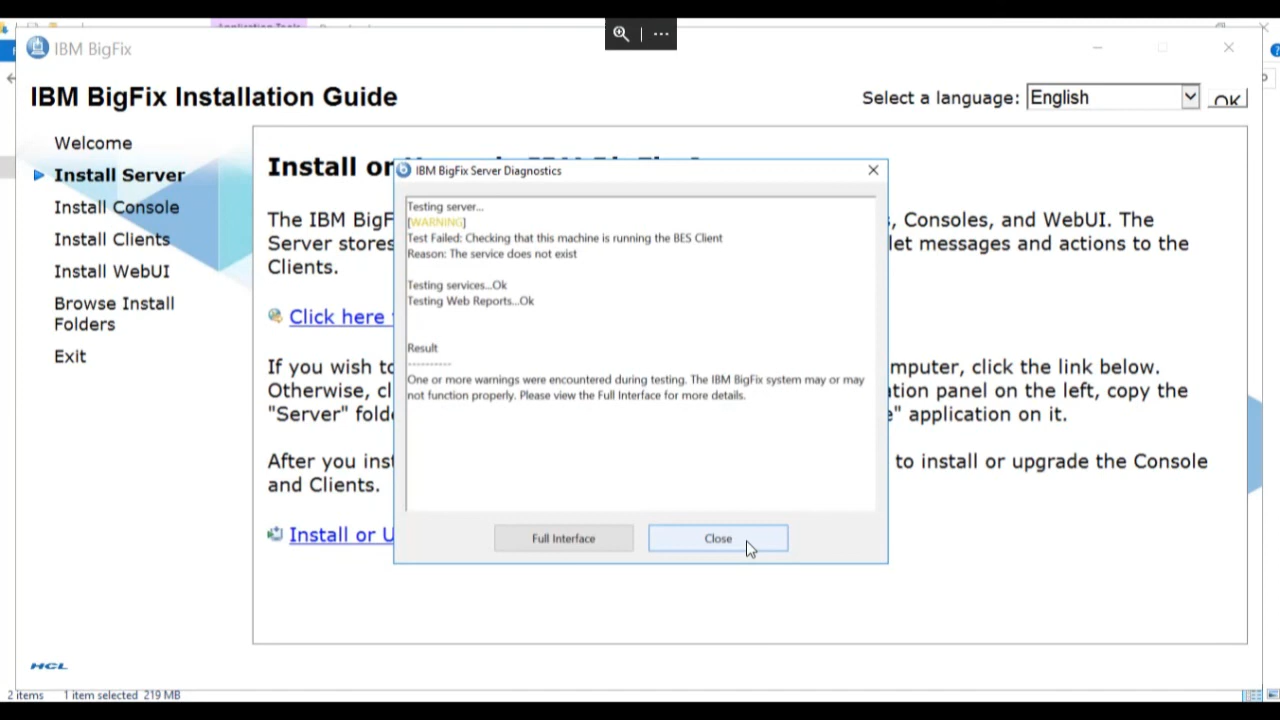 IBM BigFix
IBM BigFix Installation Guide
Select a language: English OK
Welcome
Install Server
Install Console
Install Clients
Install WebUI
Browse Install
Folders
Exit
Install or
The IBM BigF
, Consoles, and WebUI. The
Server stores
let messages and actions to the
Clients.
Click here
If you wish to
mputer, click the link below.
Otherwise, cl
ation panel on the left, copy the
"Server" folde
e" application on it.
After you inst
to install or upgrade the Console
and Clients.
Install or U
IBM BigFix Server Diagnostics
Testing server...
[WARNING]
Test Failed: Checking that this machine is running the BES Client
Reason: The service does not exist
Testing services...Ok
Testing Web Reports...Ok
Result
----------
One or more warnings were encountered during testing. The IBM BigFix system may or may
not function properly. Please view the Full Interface for more details.
Full Interface
Close
HCL
2 items 1 item selected 219 MB